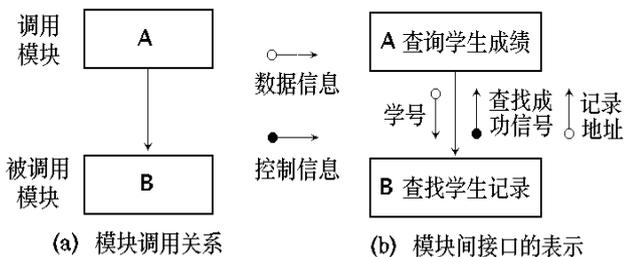 调用
模块
A
被调用
模块
B
(a) 模块调用关系
数据信息
控制信息
A 查询学生成绩
学号
查找成
功信号
记录
地址
B 查找学生记录
(b) 模块间接口的表示